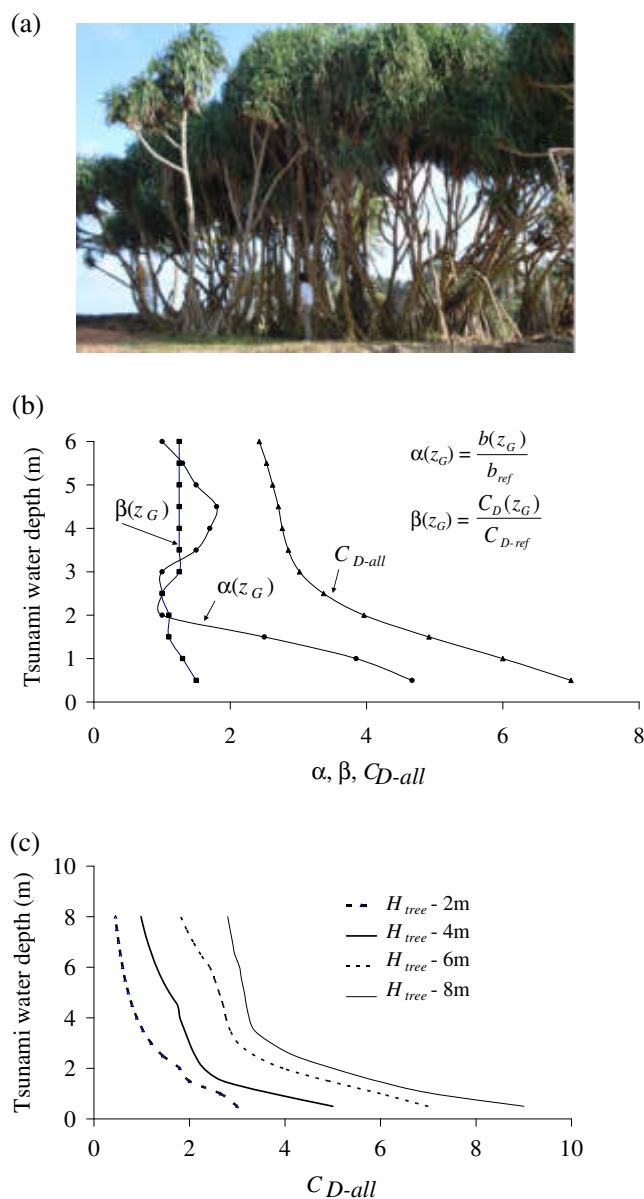 (a)
(b)
6
5
4
3
2
1
0
Tsunami water depth (m)
α(z_G) = b(z_G) / b_ref
β(z_G) = C_D(z_G) / C_D-ref
β(z_G)
C_D-all
α(z_G)
0 2 4 6 8
α, β, C_D-all
(c)
10
8
6
4
2
0
Tsunami water depth (m)
H_tree - 2m
H_tree - 4m
H_tree - 6m
H_tree - 8m
0 2 4 6 8 10
C_D-all